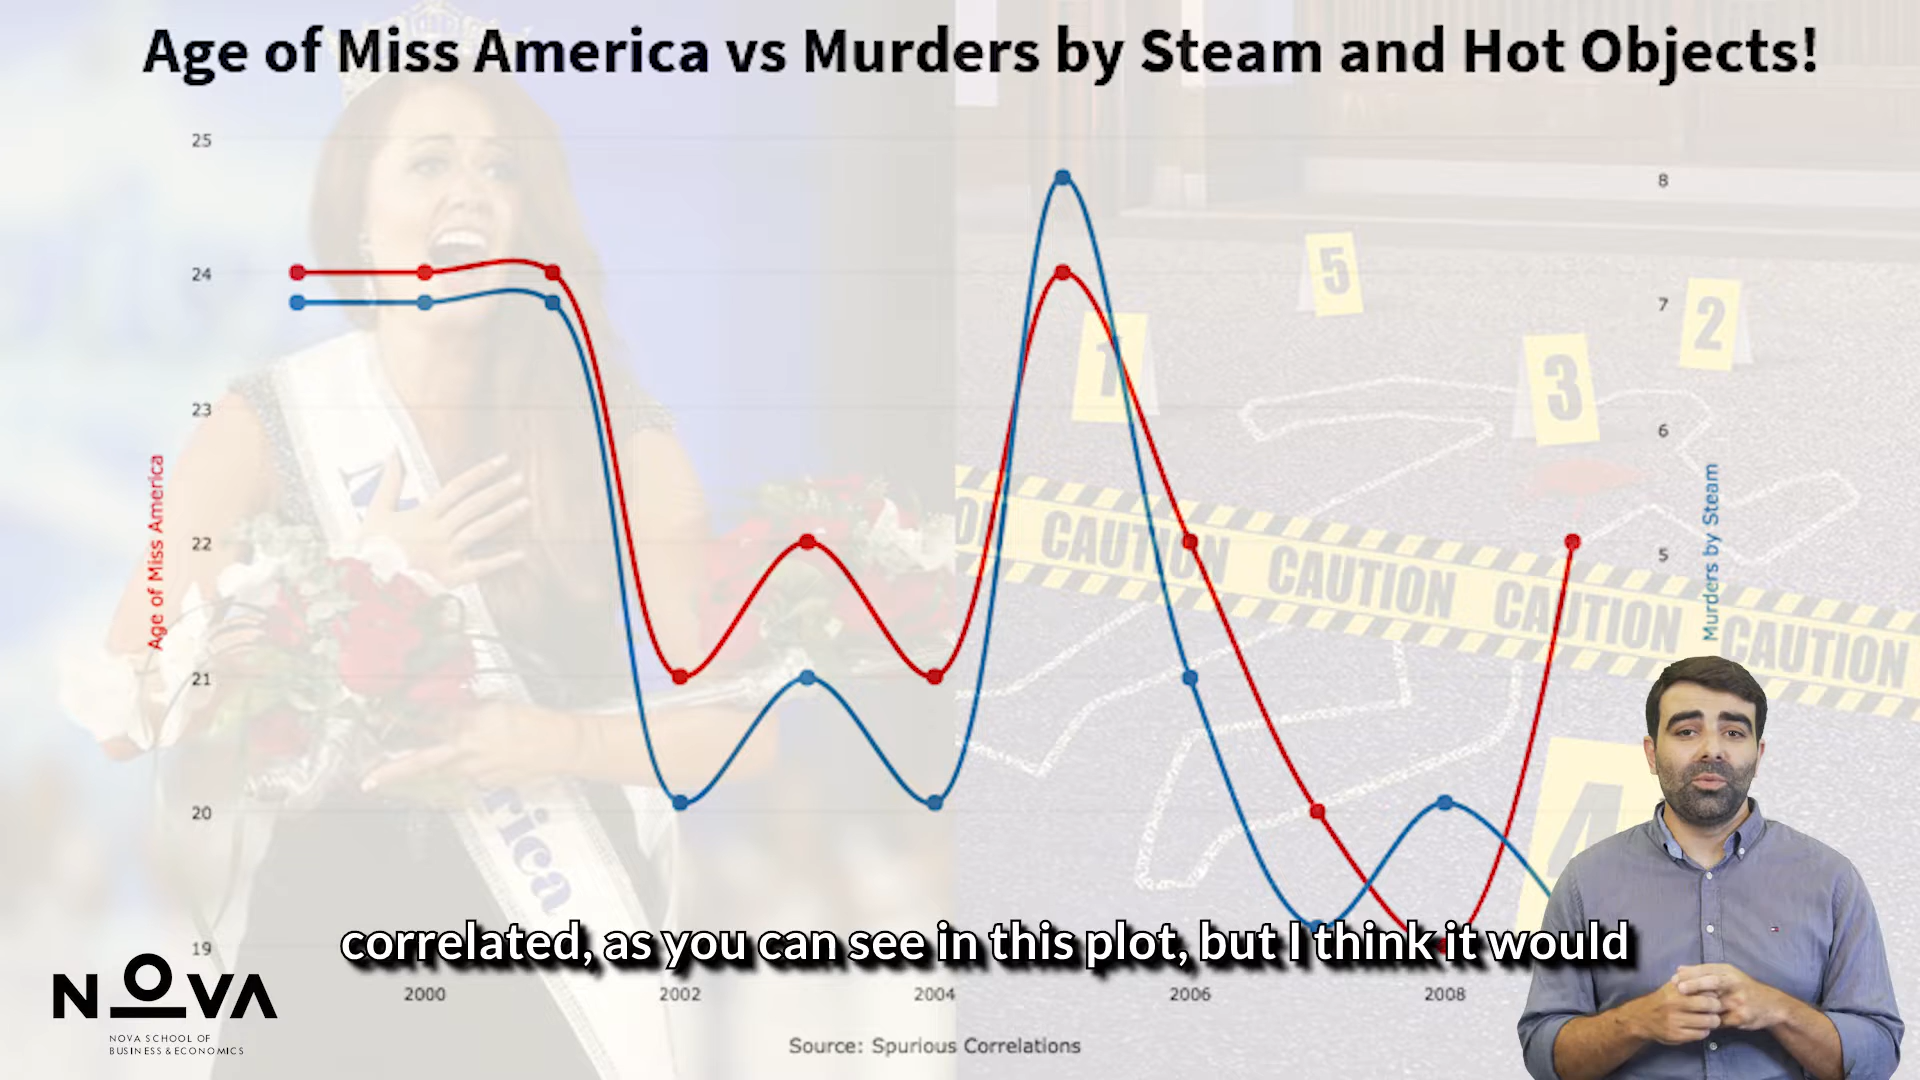 Age of Miss America vs Murders by Steam and Hot Objects!
25
24
23
22
21
20
19
Age of Miss America
8
7
6
5
Murders by Steam
5
2
1
3
4
CAUTION CAUTION CAUTION CAUTION
rica
correlated, as you can see in this plot, but I think it would
2000 2002 2004 2006 2008
Source: Spurious Correlations
NOVA
NOVA SCHOOL OF
BUSINESS & ECONOMICS